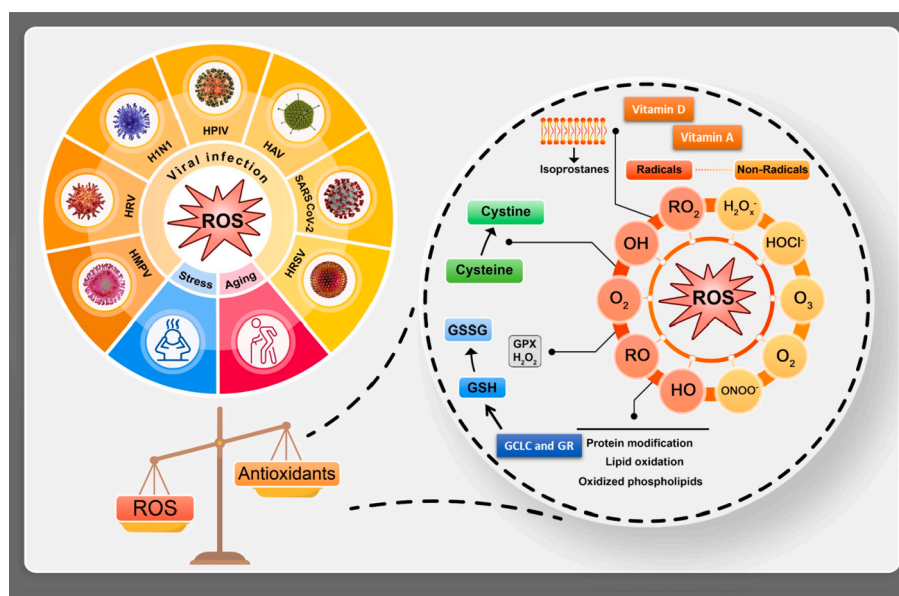 HPIV
H1N1
HAV
HRV
SARS
CoV-2
HMPV
HRSV
Viral infection
ROS
Stress
Aging
ROS
Antioxidants
Vitamin D
Vitamin A
Isoprostanes
Radicals
Non-Radicals
Cystine
Cysteine
GSSG
GSH
GPX
H₂O₂
GCLC and GR
RO₂
H₂Oₓ⁻
OH
HOCl⁻
O₂
ROS
O₃
RO
O₂
HO
ONOO⁻
Protein modification
Lipid oxidation
Oxidized phospholipids